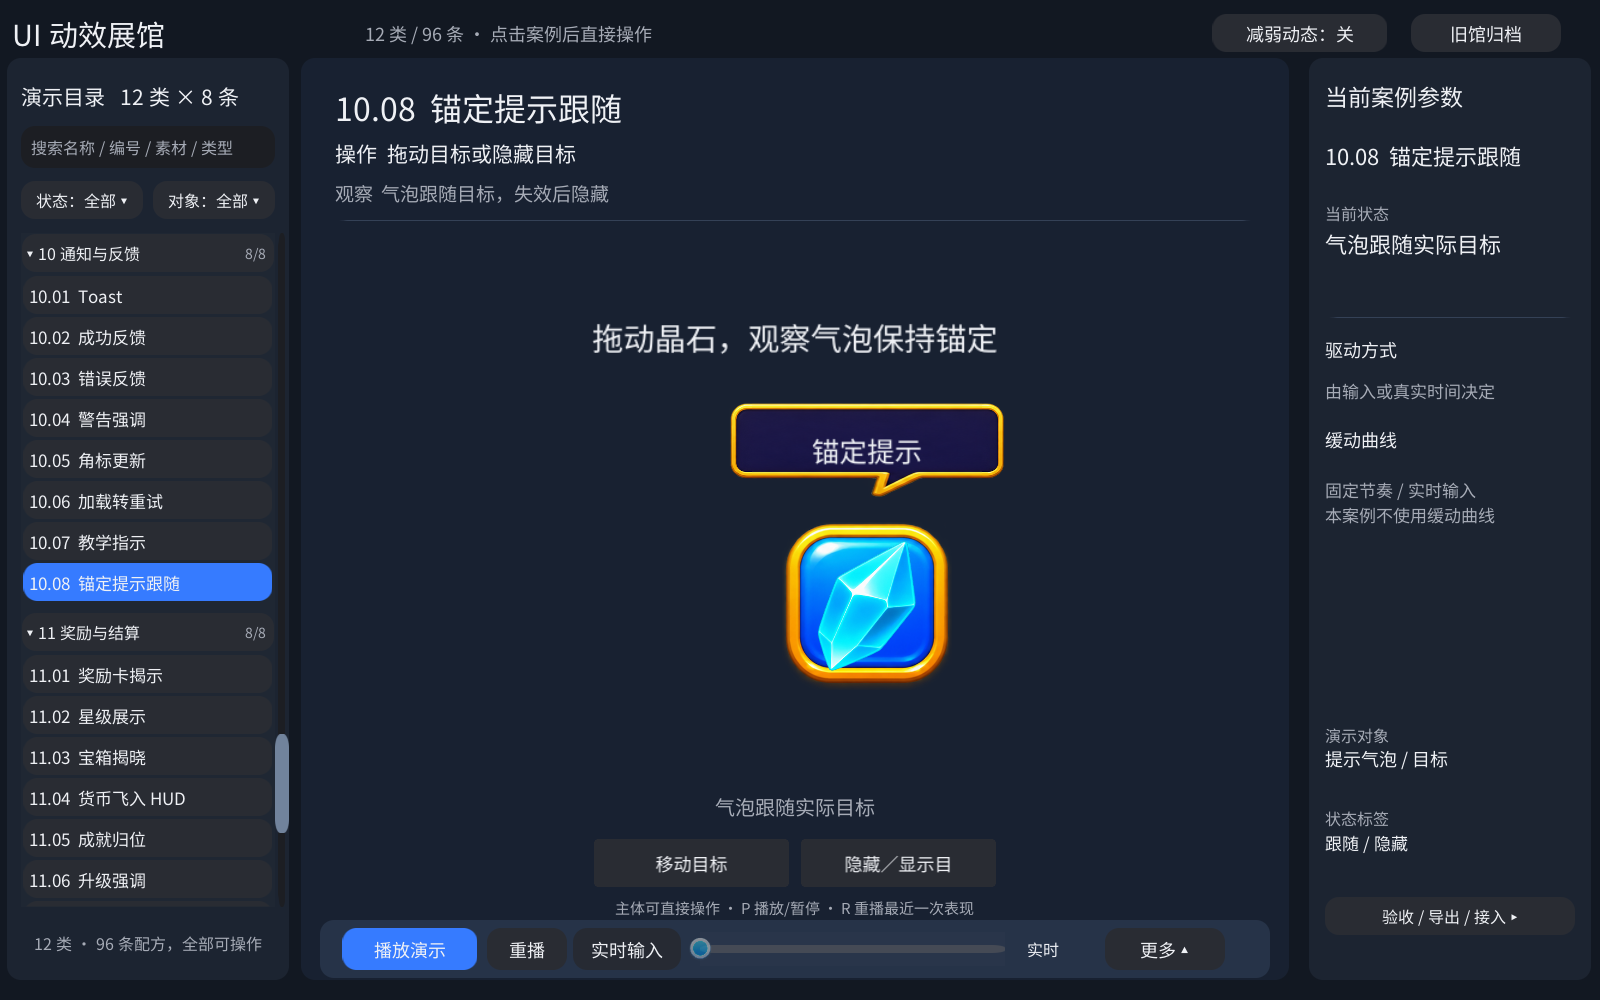 UI 动效展馆
12 类 / 96 条 · 点击案例后直接操作
减弱动态：关
旧馆归档
演示目录 12 类 × 8 条
搜索名称 / 编号 / 素材 / 类型
状态：全部 ▾
对象：全部 ▾
▾ 10 通知与反馈 8/8
10.01 Toast
10.02 成功反馈
10.03 错误反馈
10.04 警告强调
10.05 角标更新
10.06 加载转重试
10.07 教学指示
10.08 锚定提示跟随
▾ 11 奖励与结算 8/8
11.01 奖励卡揭示
11.02 星级展示
11.03 宝箱揭晓
11.04 货币飞入 HUD
11.05 成就归位
11.06 升级强调
12 类 · 96 条配方，全部可操作
10.08 锚定提示跟随
操作 拖动目标或隐藏目标
观察 气泡跟随目标，失效后隐藏
拖动晶石，观察气泡保持锚定
锚定提示
气泡跟随实际目标
移动目标
隐藏／显示目
主体可直接操作 · P 播放/暂停 · R 重播最近一次表现
播放演示
重播
实时输入
实时
更多 ▴
当前案例参数
10.08 锚定提示跟随
当前状态
气泡跟随实际目标
驱动方式
由输入或真实时间决定
缓动曲线
固定节奏 / 实时输入
本案例不使用缓动曲线
演示对象
提示气泡 / 目标
状态标签
跟随 / 隐藏
验收 / 导出 / 接入 ▸